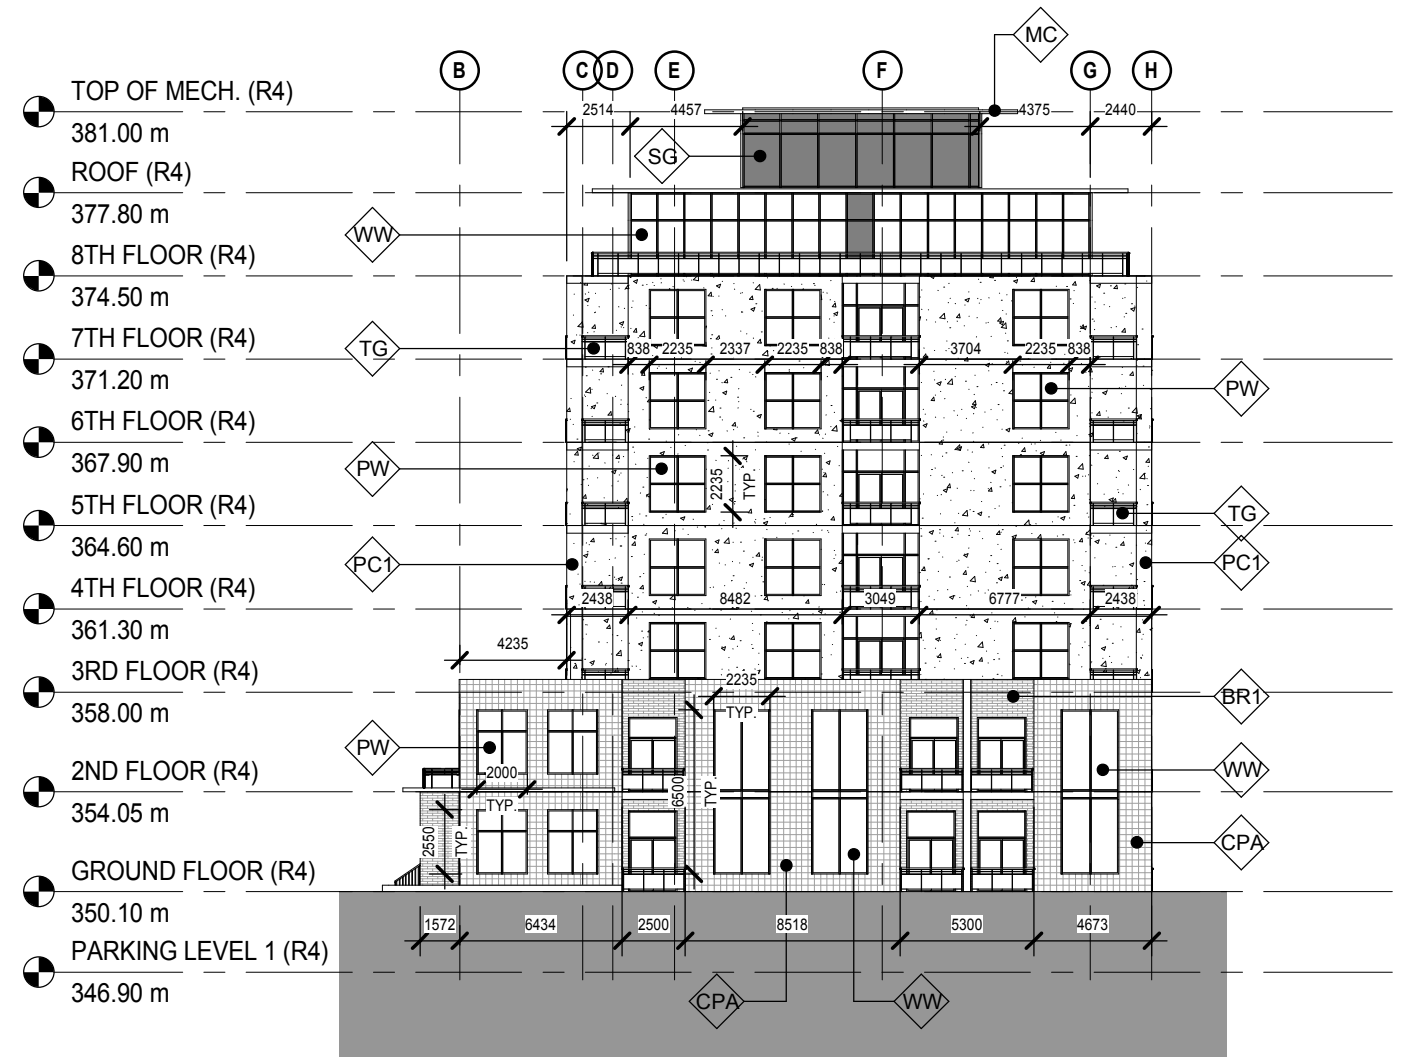 MC
B
C
D
E
F
G
H
TOP OF MECH. (R4)
381.00 m
2514
4457
4375
2440
SG
ROOF (R4)
377.80 m
WW
8TH FLOOR (R4)
374.50 m
7TH FLOOR (R4)
371.20 m
TG
838
2235
2337
2235
838
3704
2235
838
PW
6TH FLOOR (R4)
367.90 m
PW
2235
TYP.
5TH FLOOR (R4)
364.60 m
TG
PC1
PC1
4TH FLOOR (R4)
361.30 m
2438
8482
3049
6777
2438
4235
3RD FLOOR (R4)
358.00 m
2235
TYP.
BR1
PW
2ND FLOOR (R4)
354.05 m
2000
TYP.
6500
TYP.
WW
2550
TYP.
CPA
GROUND FLOOR (R4)
350.10 m
1572
6434
2500
8518
5300
4673
PARKING LEVEL 1 (R4)
346.90 m
CPA
WW